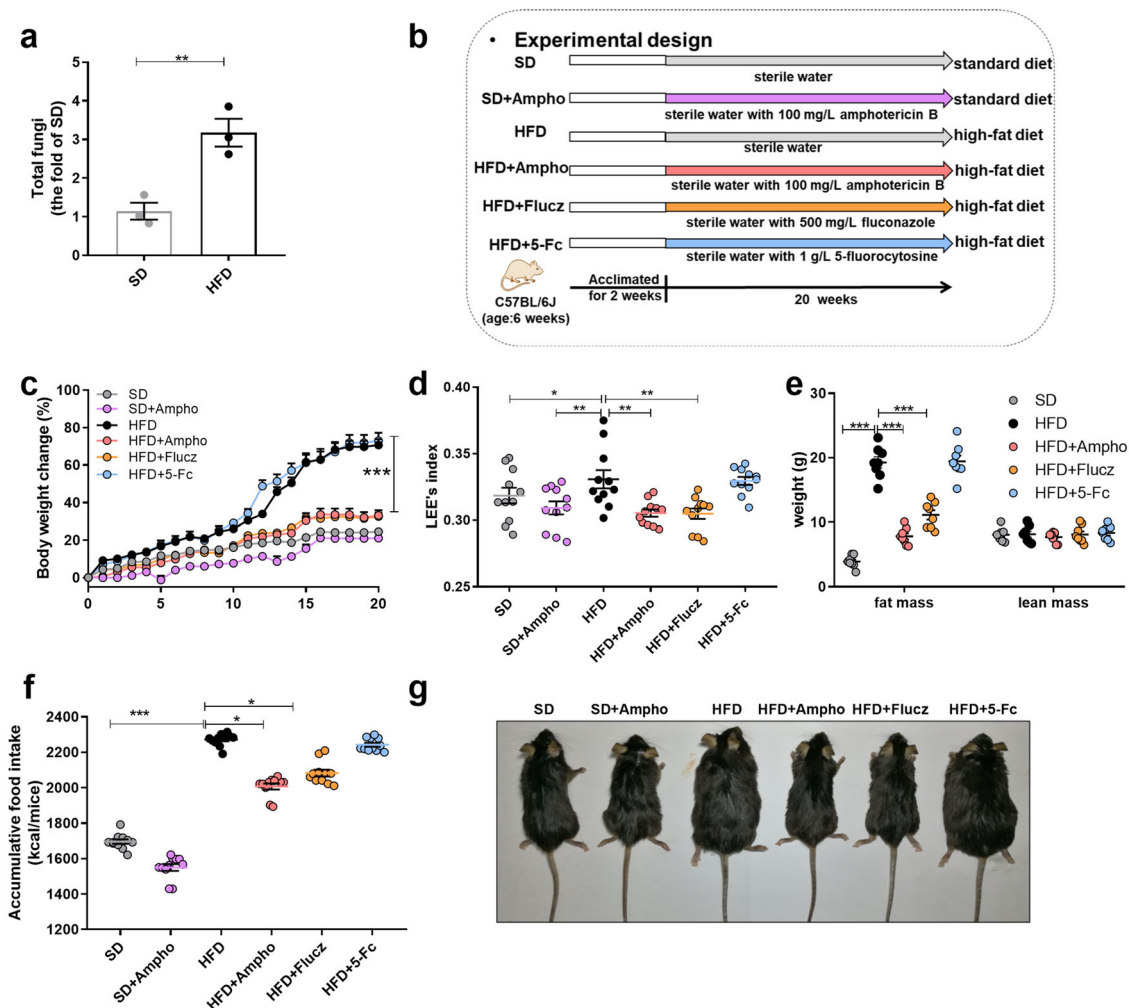 a
**
Total fungi
(the fold of SD)
5
4
3
2
1
0
SD
HFD
b
• Experimental design
SD
sterile water
standard diet
SD+Ampho
sterile water with 100 mg/L amphotericin B
standard diet
HFD
sterile water
high-fat diet
HFD+Ampho
sterile water with 100 mg/L amphotericin B
high-fat diet
HFD+Flucz
sterile water with 500 mg/L fluconazole
high-fat diet
HFD+5-Fc
sterile water with 1 g/L 5-fluorocytosine
high-fat diet
C57BL/6J
(age:6 weeks)
Acclimated
for 2 weeks
20 weeks
c
Body weight change (%)
100
80
60
40
20
0
0
5
10
15
20
SD
SD+Ampho
HFD
HFD+Ampho
HFD+Flucz
HFD+5-Fc
***
d
LEE's index
0.40
0.35
0.30
0.25
*
**
**
**
SD
SD+Ampho
HFD
HFD+Ampho
HFD+Flucz
HFD+5-Fc
e
weight (g)
30
20
10
0
***
***
***
fat mass
lean mass
SD
HFD
HFD+Ampho
HFD+Flucz
HFD+5-Fc
f
Accumulative food intake
(kcal/mice)
2400
2200
2000
1800
1600
1400
1200
***
*
*
SD
SD+Ampho
HFD
HFD+Ampho
HFD+Flucz
HFD+5-Fc
g
SD
SD+Ampho
HFD
HFD+Ampho
HFD+Flucz
HFD+5-Fc